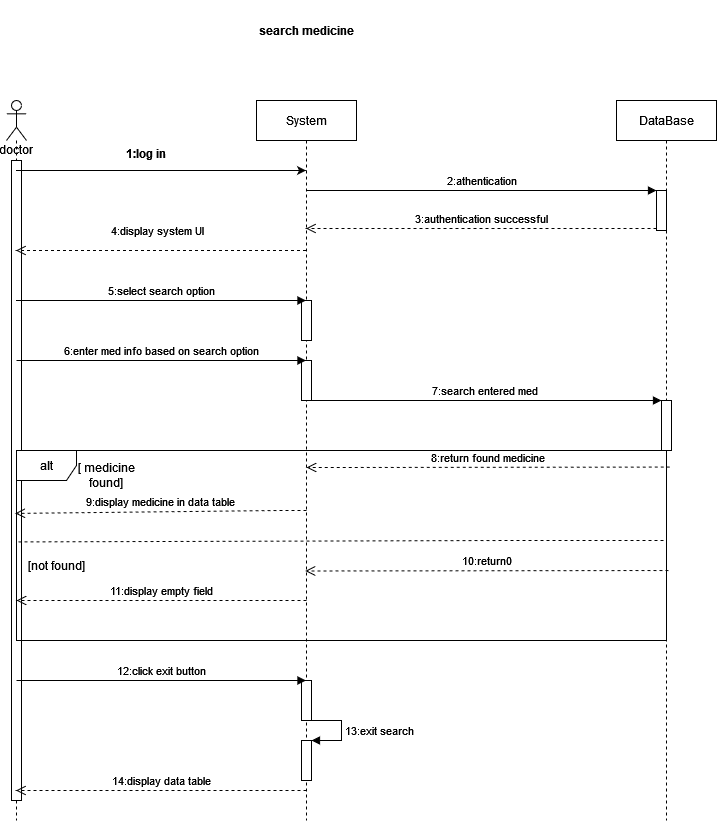 search medicine
System
DataBase
doctor
1:log in
2:athentication
3:authentication successful
4:display system UI
5:select search option
6:enter med info based on search option
7:search entered med
alt
[ medicine
found]
8:return found medicine
9:display medicine in data table
[not found]
10:return0
11:display empty field
12:click exit button
13:exit search
14:display data table